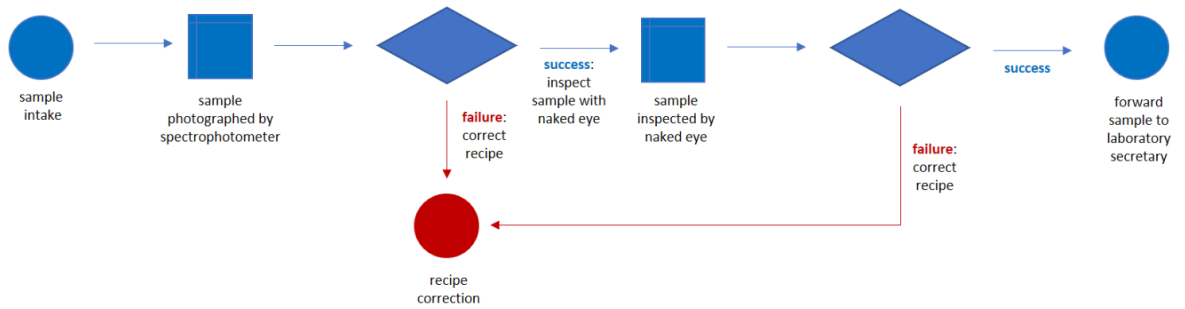 sample
intake
sample
photographed by
spectrophotometer
failure:
correct
recipe
success:
inspect
sample with
naked eye
sample
inspected by
naked eye
failure:
correct
recipe
success
forward
sample to
laboratory
secretary
recipe
correction